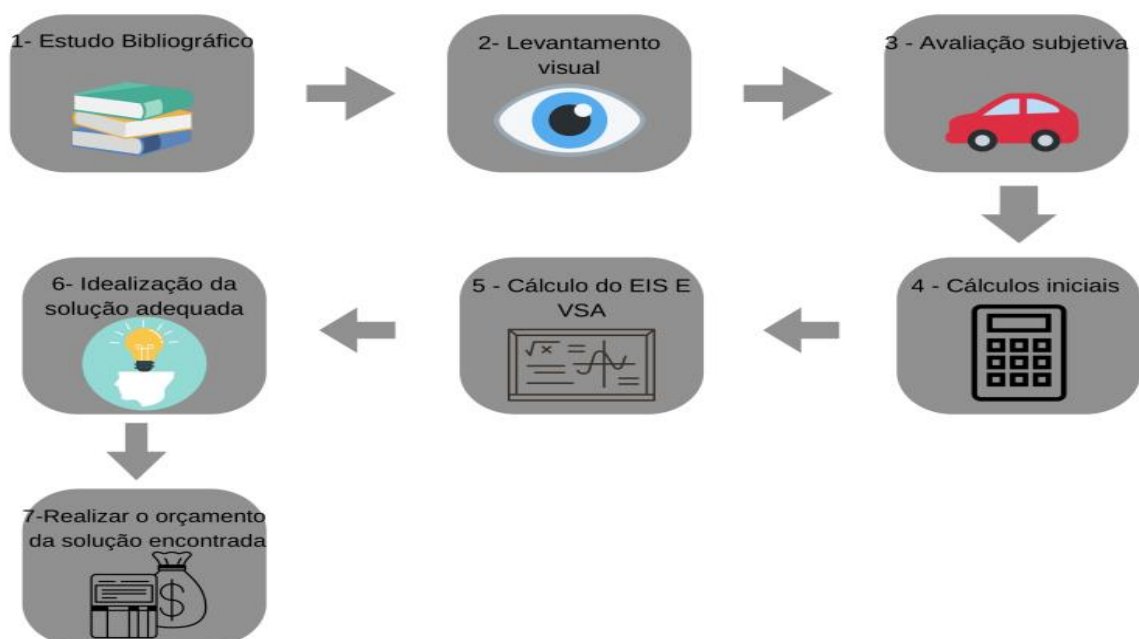 1- Estudo Bibliográfico
2- Levantamento
visual
3 - Avaliação subjetiva
4 - Cálculos iniciais
5 - Cálculo do EIS E
VSA
6- Idealização da
solução adequada
7-Realizar o orçamento
da solução encontrada